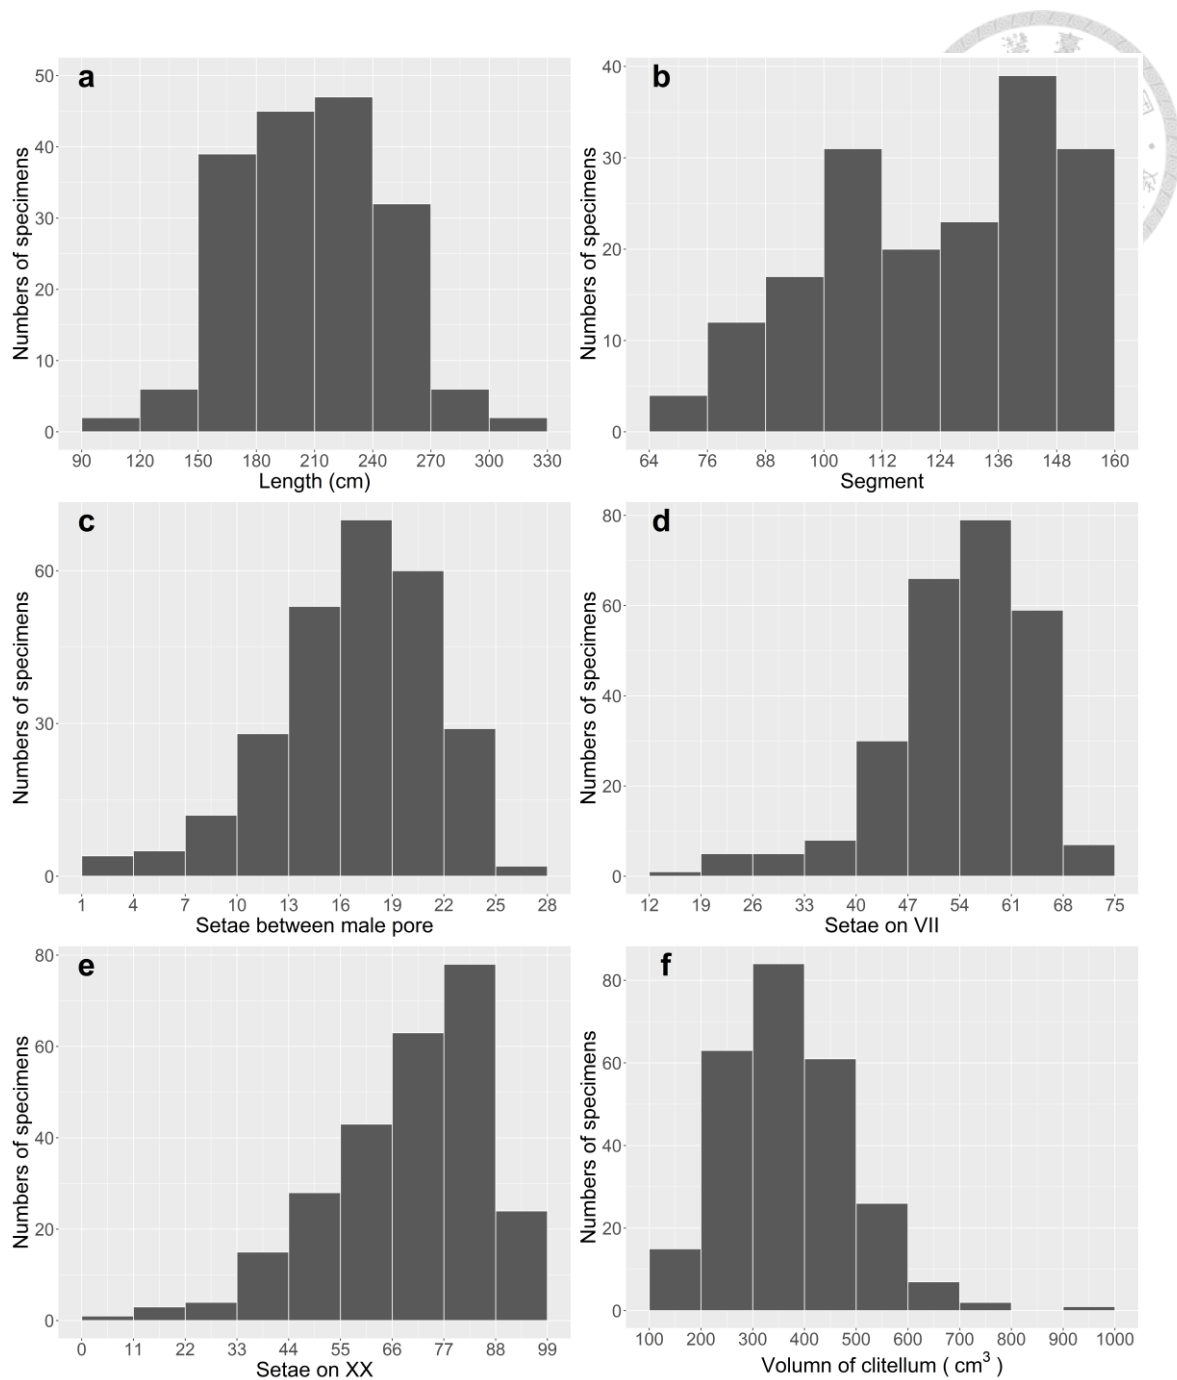 a
50
40
30
20
10
0
Numbers of specimens
90 120 150 180 210 240 270 300 330
Length (cm)
b
40
30
20
10
0
Numbers of specimens
64 76 88 100 112 124 136 148 160
Segment
c
60
30
0
Numbers of specimens
1 4 7 10 13 16 19 22 25 28
Setae between male pore
d
80
60
40
20
0
Numbers of specimens
12 19 26 33 40 47 54 61 68 75
Setae on VII
e
80
60
40
20
0
Numbers of specimens
0 11 22 33 44 55 66 77 88 99
Setae on XX
f
80
60
40
20
0
Numbers of specimens
100 200 300 400 500 600 700 800 900 1000
Volumn of clitellum ( cm³ )